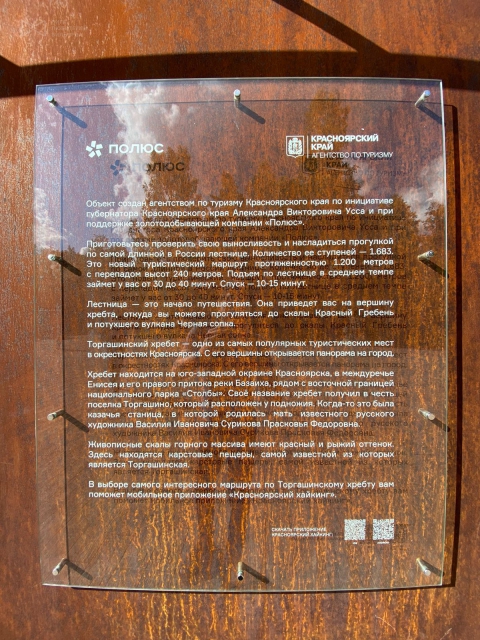 ПОЛЮС
КРАСНОЯРСКИЙ
КРАЙ
АГЕНТСТВО ПО ТУРИЗМУ
Объект создан агентством по туризму Красноярского края по инициативе
губернатора Красноярского края Александра Викторовича Усса и при
поддержке золотодобывающей компании «Полюс».
Приготовьтесь проверить свою выносливость и насладиться прогулкой
по самой длинной в России лестнице. Количество ее ступеней — 1.683.
Это новый туристический маршрут протяженностью 1.200 метров
с перепадом высот 240 метров. Подъем по лестнице в среднем темпе
займет у вас от 30 до 40 минут. Спуск — 10-15 минут.
Лестница — это начало путешествия. Она приведет вас на вершину
хребта, откуда вы можете прогуляться до скалы Красный Гребень
и потухшего вулкана Черная сопка.
Торгашинский хребет — одно из самых популярных туристических мест
в окрестностях Красноярска. С его вершины открывается панорама на город.
Хребет находится на юго-западной окраине Красноярска, в междуречье
Енисея и его правого притока реки Базаиха, рядом с восточной границей
национального парка «Столбы». Своё название хребет получил в честь
поселка Торгашино, который расположен у подножия. Когда-то это была
казачья станица, в которой родилась мать известного русского
художника Василия Ивановича Сурикова Прасковья Федоровна.
Живописные скалы горного массива имеют красный и рыжий оттенок.
Здесь находятся карстовые пещеры, самой известной из которых
является Торгашинская.
В выборе самого интересного маршрута по Торгашинскому хребту вам
поможет мобильное приложение «Красноярский хайкинг».
СКАЧАТЬ ПРИЛОЖЕНИЕ
КРАСНОЯРСКИЙ ХАЙКИНГ: